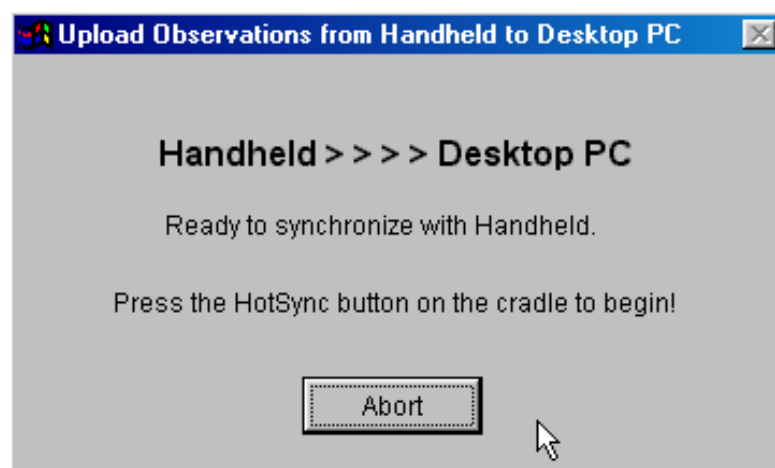 Upload Observations from Handheld to Desktop PC
Handheld > > > > Desktop PC
Ready to synchronize with Handheld.
Press the HotSync button on the cradle to begin!
Abort